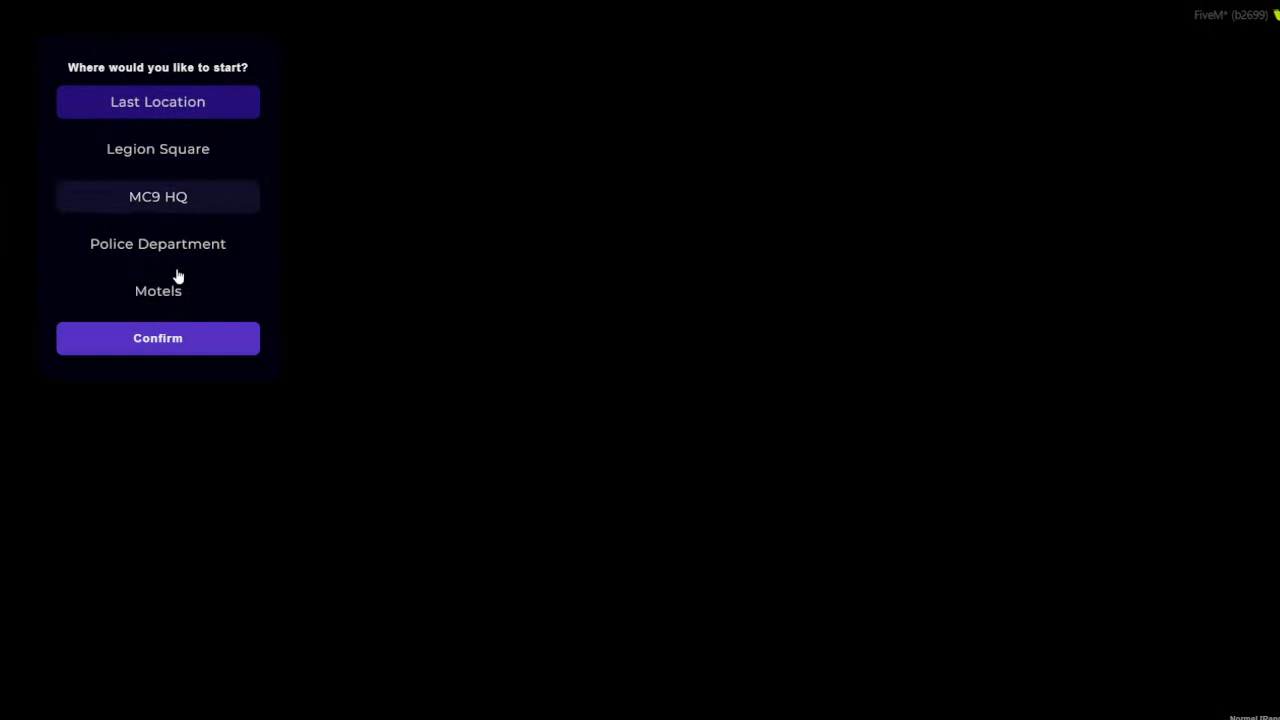 FiveM* (b2699)
Where would you like to start?
Last Location
Legion Square
MC9 HQ
Police Department
Motels
Confirm